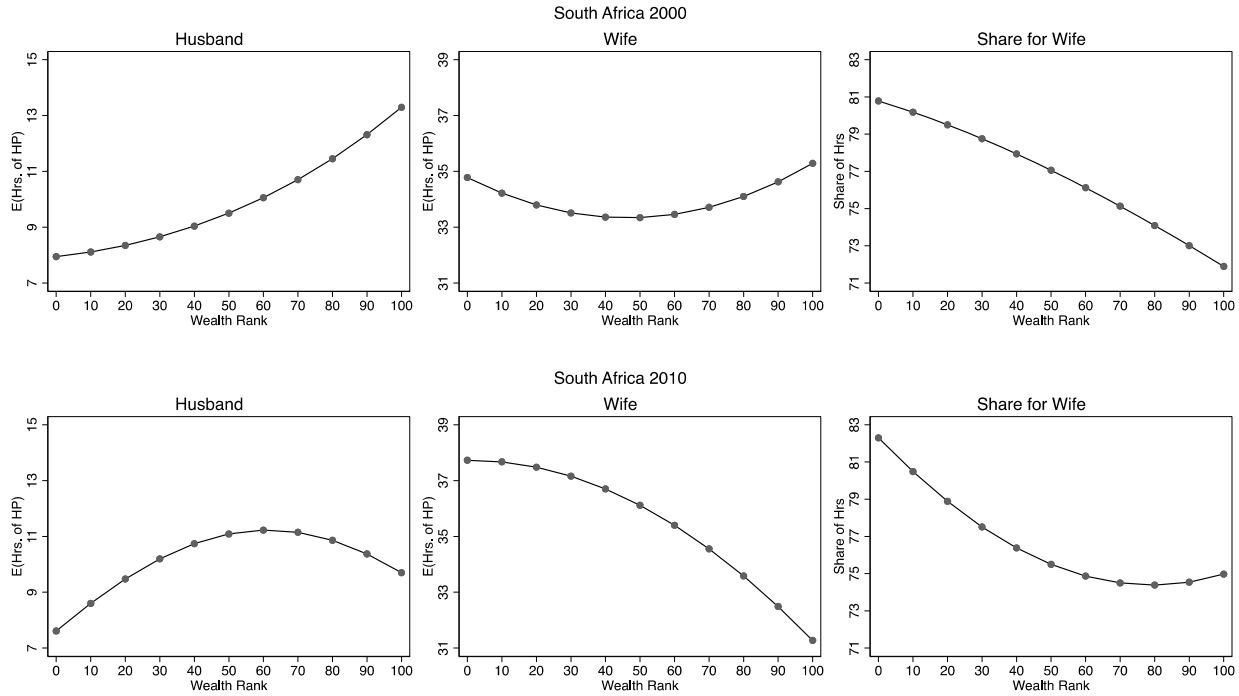 South Africa 2000
Husband
E(Hrs. of HP)
15
13
11
9
7
0 10 20 30 40 50 60 70 80 90 100
Wealth Rank
Wife
E(Hrs. of HP)
39
37
35
33
31
0 10 20 30 40 50 60 70 80 90 100
Wealth Rank
Share for Wife
Share of Hrs
83
81
79
77
75
73
71
0 10 20 30 40 50 60 70 80 90 100
Wealth Rank
South Africa 2010
Husband
E(Hrs. of HP)
15
13
11
9
7
0 10 20 30 40 50 60 70 80 90 100
Wealth Rank
Wife
E(Hrs. of HP)
39
37
35
33
31
0 10 20 30 40 50 60 70 80 90 100
Wealth Rank
Share for Wife
Share of Hrs
83
81
79
77
75
73
71
0 10 20 30 40 50 60 70 80 90 100
Wealth Rank